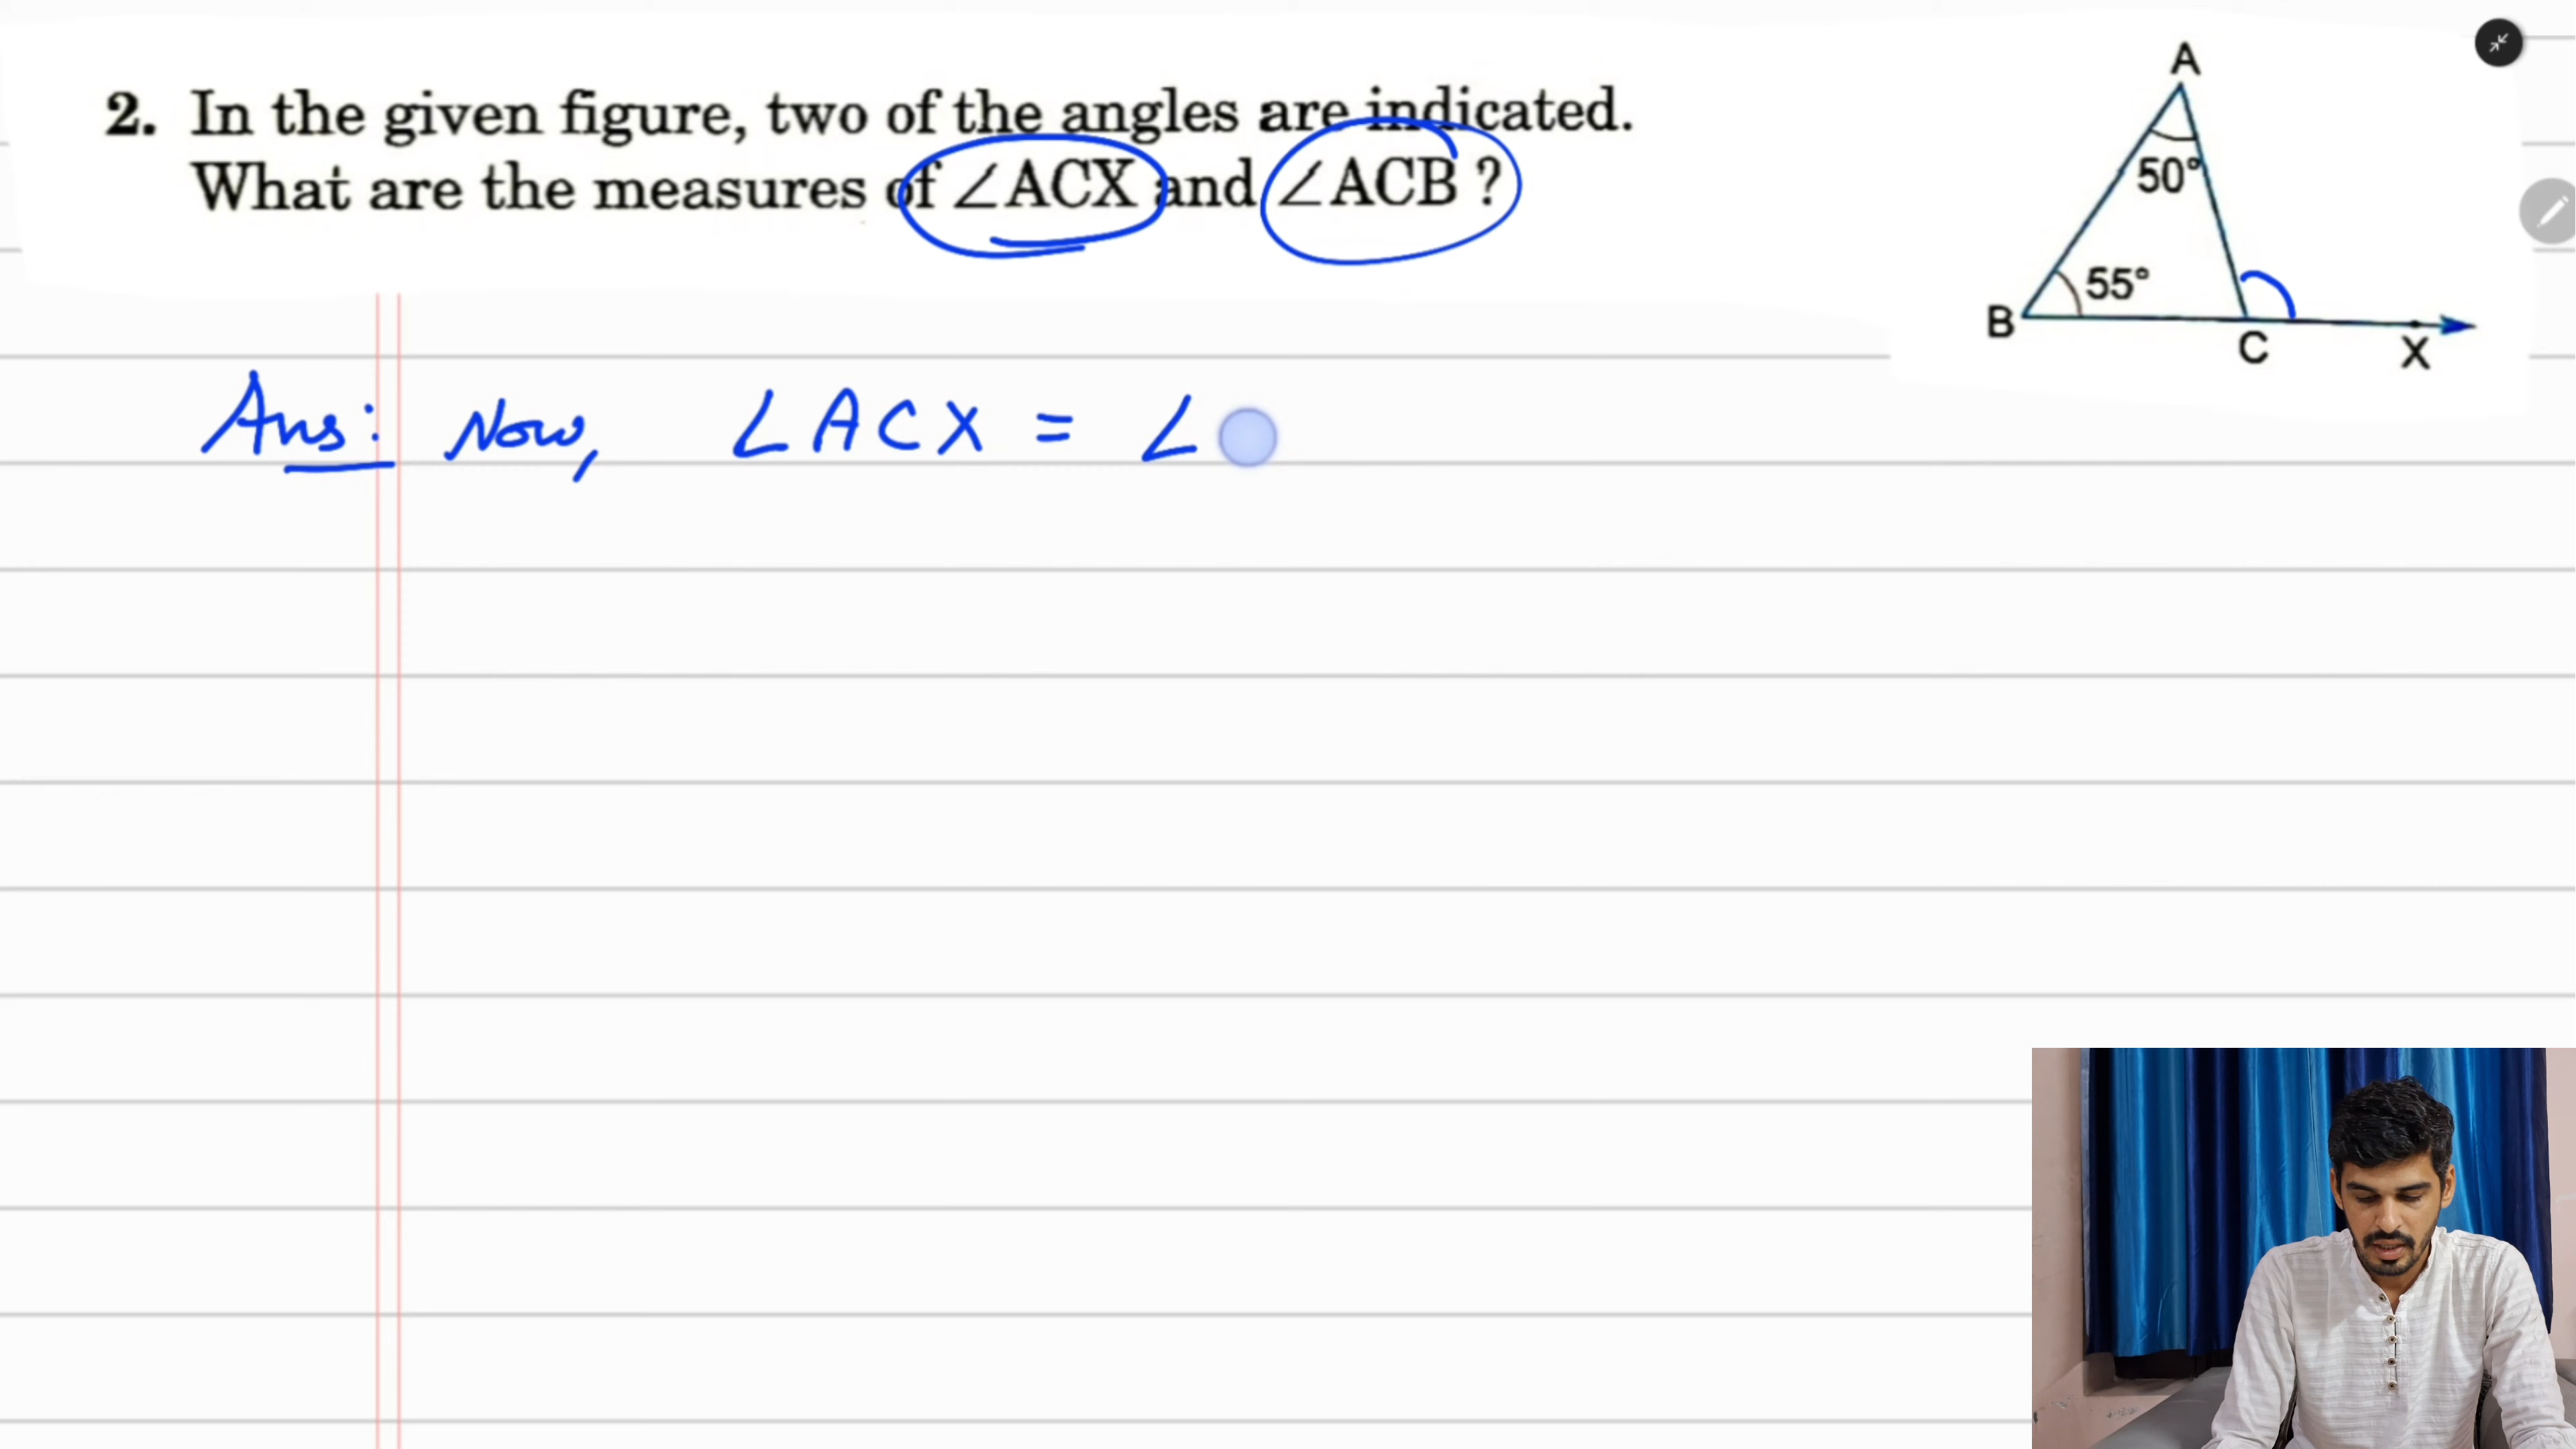 2. In the given figure, two of the angles are indicated.
What are the measures of ∠ACX and ∠ACB ?
A
50°
55°
B
C
X
Ans: Now, ∠ACX = ∠